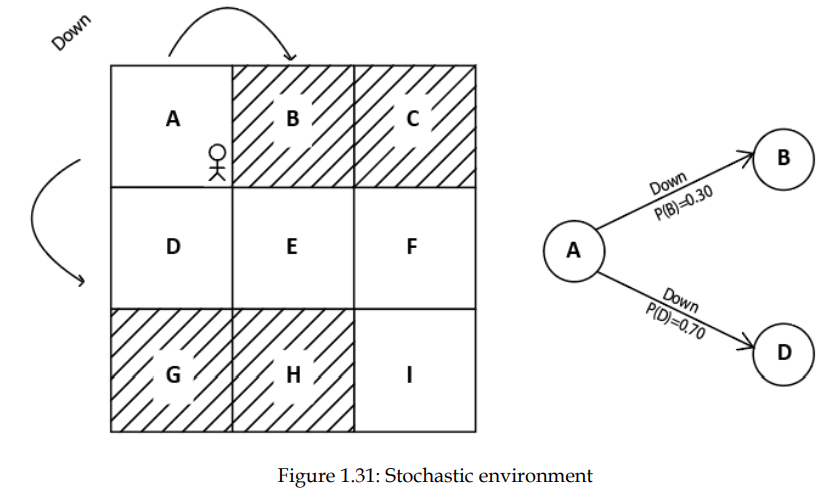 Down
A
B
C
D
E
F
G
H
I
A
Down
P(B)=0.30
B
Down
P(D)=0.70
D
Figure 1.31: Stochastic environment